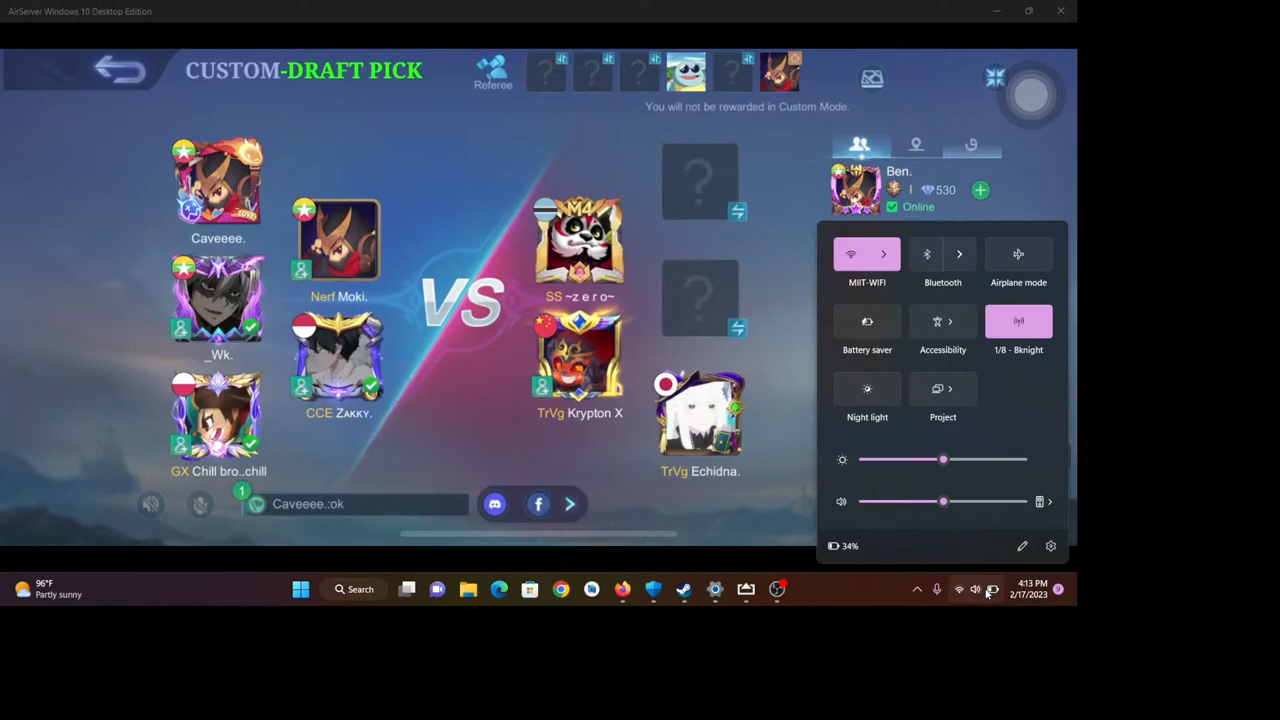 AirServer Windows 10 Desktop Edition
CUSTOM-DRAFT PICK
Referee
You will not be rewarded in Custom Mode.
Ben.
530
Online
M4
Caveeee.
Nerf Moki.
VS
SS ~z e r o~
_Wk.
CCE ZAKKY.
TrVg Krypton X
GX Chill bro..chill
TrVg Echidna.
1
Caveeee.:ok
MIIT-WIFI
Bluetooth
Airplane mode
Battery saver
Accessibility
1/8 - Bknight
Night light
Project
34%
96°F
Partly sunny
Search
4:13 PM
2/17/2023